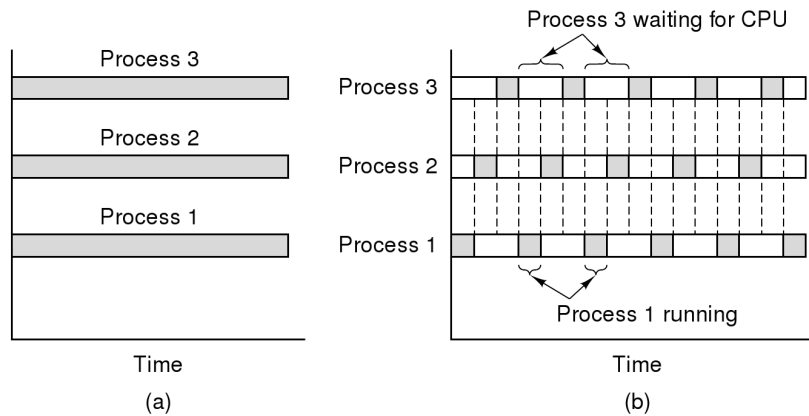 Process 3
Process 2
Process 1
Time
(a)
Process 3 waiting for CPU
Process 3
Process 2
Process 1
Process 1 running
Time
(b)